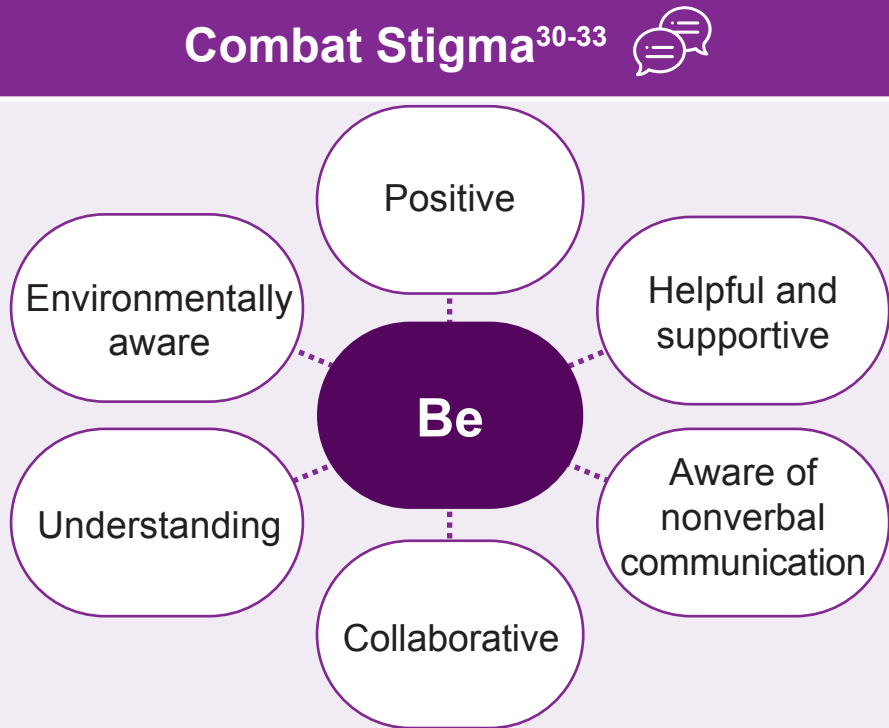 Combat Stigma30-33
Positive
Environmentally
aware
Helpful and
supportive
Be
Understanding
Aware of
nonverbal
communication
Collaborative